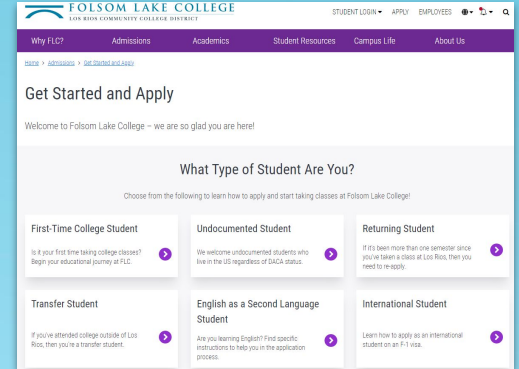 FOLSOM LAKE COLLEGE
LOS RIOS COMMUNITY COLLEGE DISTRICT
STUDENT LOGIN APPLY EMPLOYEES
Why FLC? Admissions Academics Student Resources Campus Life About Us
Home > Admissions > Get Started and Apply
Get Started and Apply
Welcome to Folsom Lake College – we are so glad you are here!
What Type of Student Are You?
Choose from the following to learn how to apply and start taking classes at Folsom Lake College!
First-Time College Student
Is it your first time taking college classes?
Begin your educational journey at FLC.
Undocumented Student
We welcome undocumented students who
live in the US regardless of DACA status.
Returning Student
If it's been more than one semester since
you've taken a class at Los Rios, then you
need to re-apply.
Transfer Student
If you've attended college outside of Los
Rios, then you're a transfer student.
English as a Second Language
Student
Are you learning English? Find specific
instructions to help you in the application
process.
International Student
Learn how to apply as an international
student on an F-1 visa.